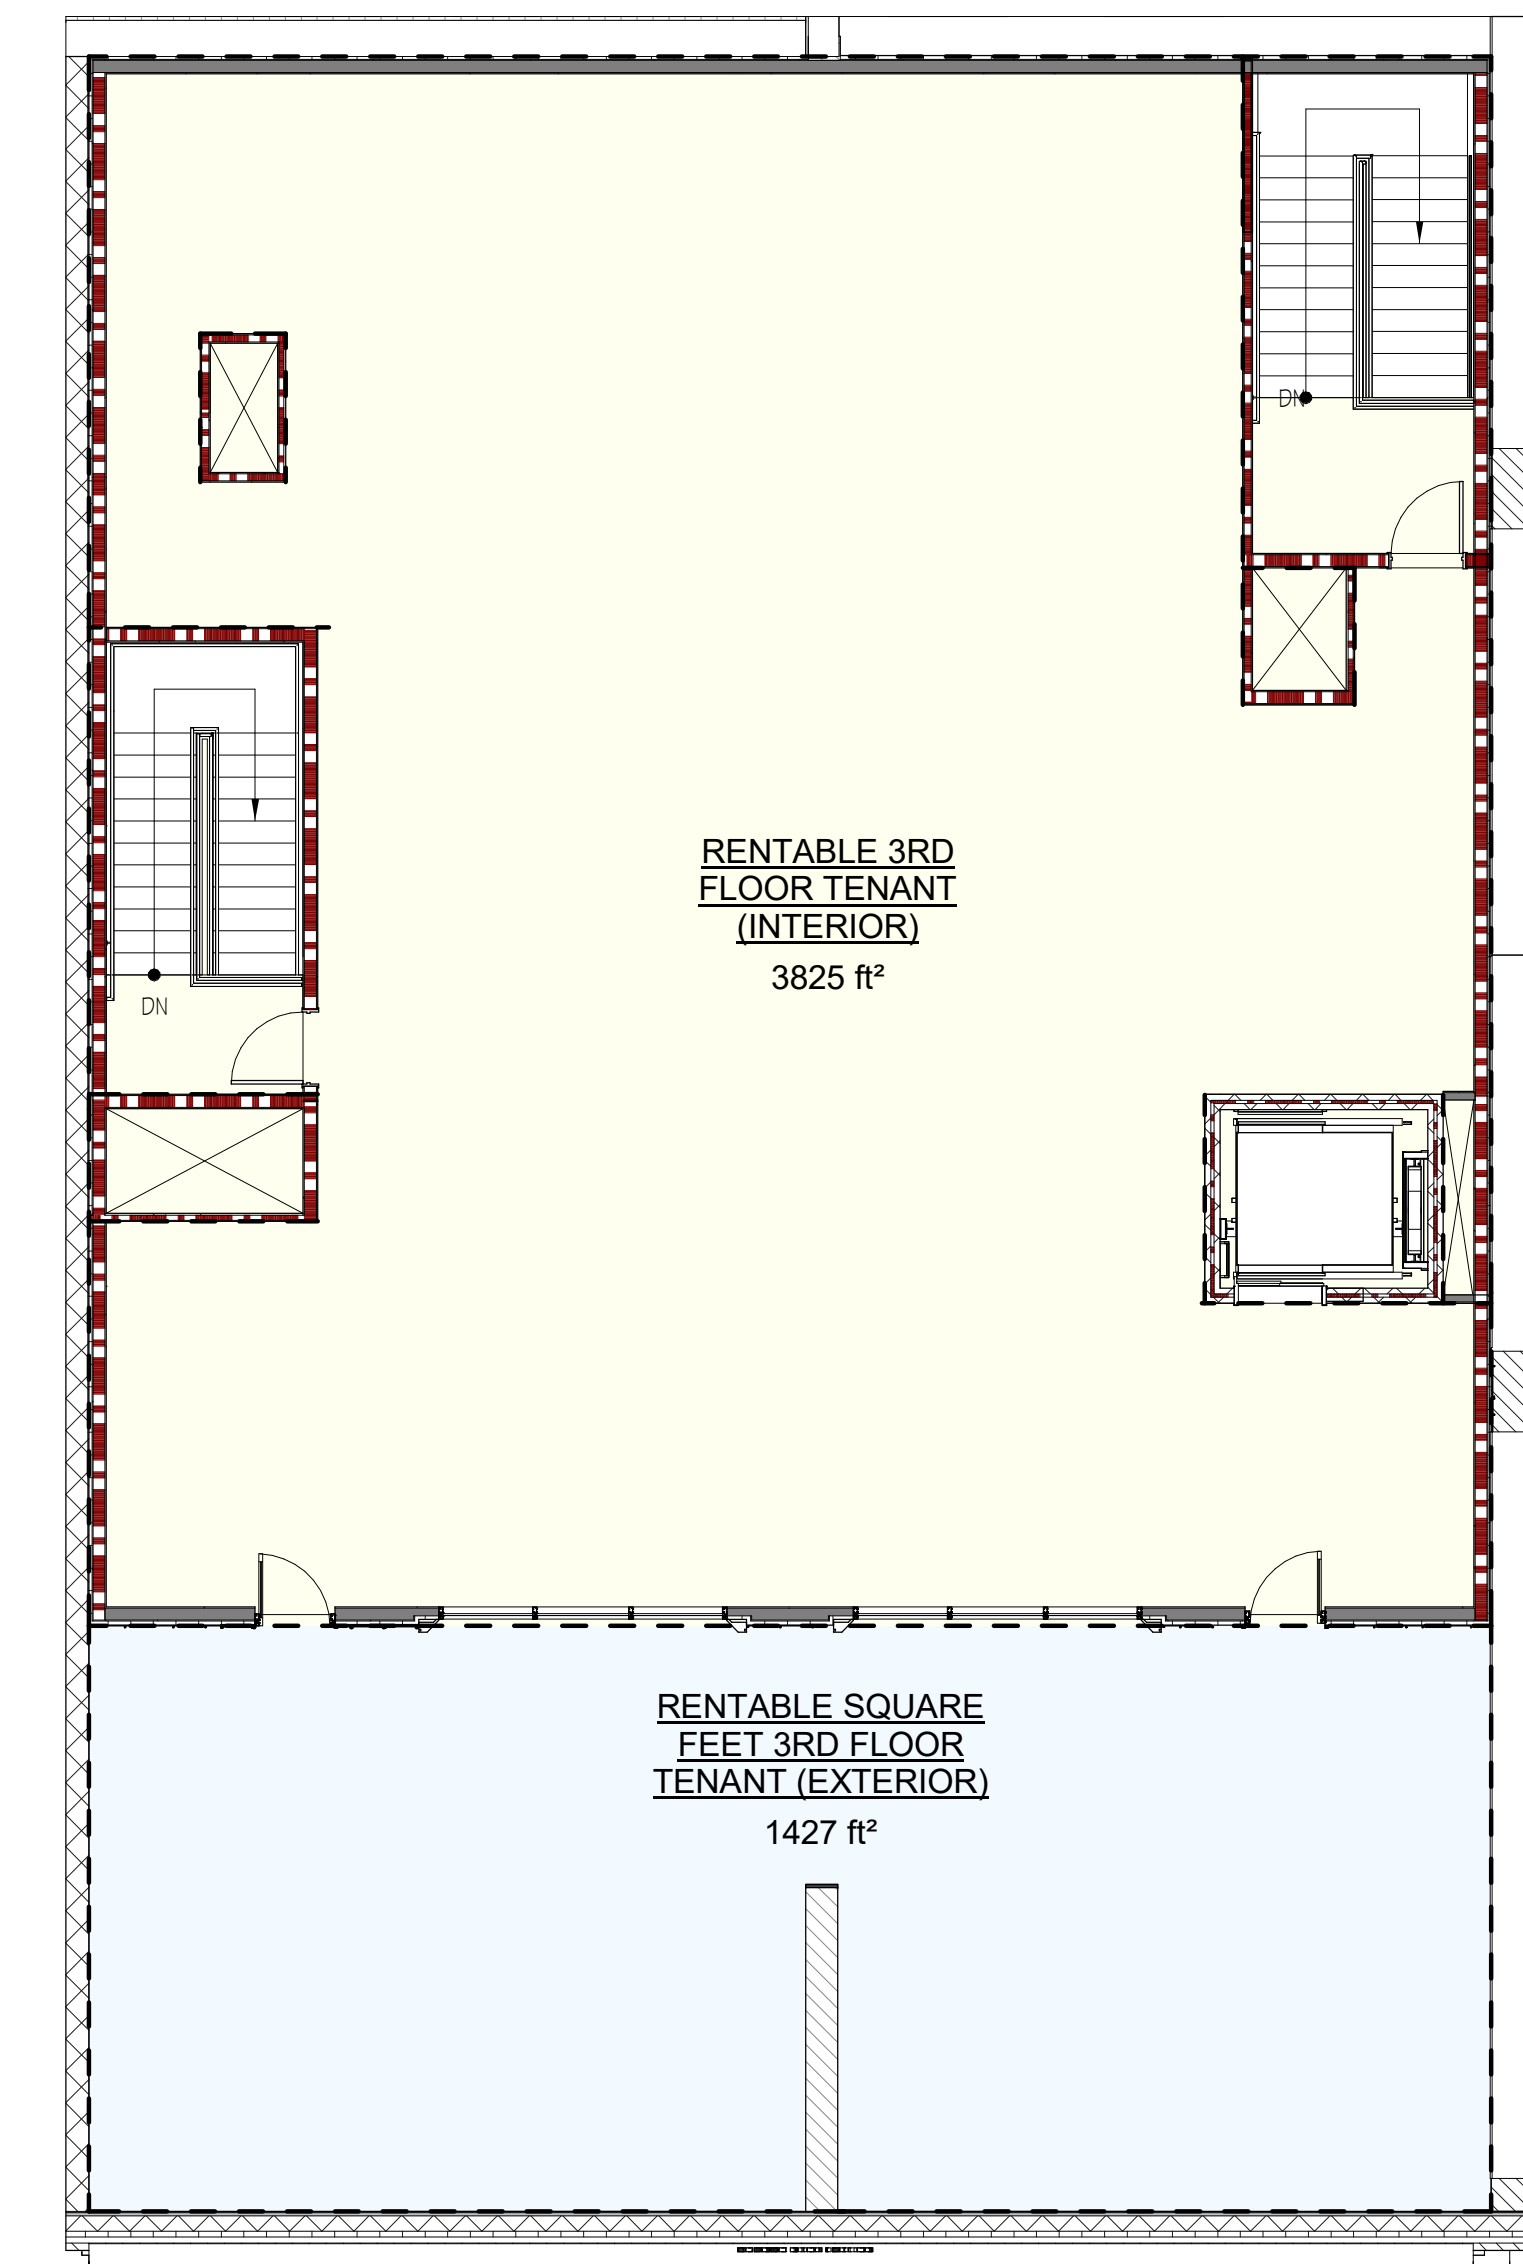 DN
RENTABLE 3RD
FLOOR TENANT
(INTERIOR)
3825 ft²
DN
RENTABLE SQUARE
FEET 3RD FLOOR
TENANT (EXTERIOR)
1427 ft²